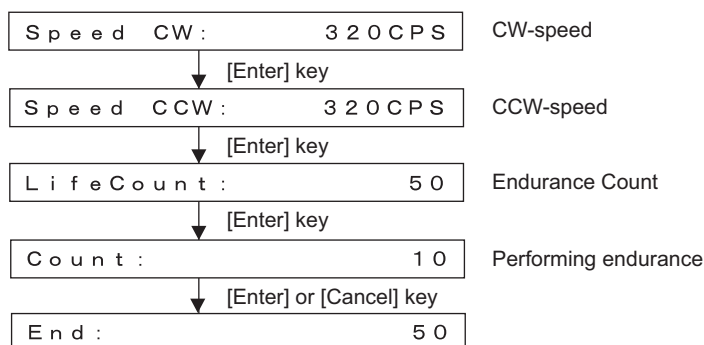 Speed CW: 320CPS CW-speed
[Enter] key
Speed CCW: 320CPS CCW-speed
[Enter] key
LifeCount: 50 Endurance Count
[Enter] key
Count: 10 Performing endurance
[Enter] or [Cancel] key
End: 50